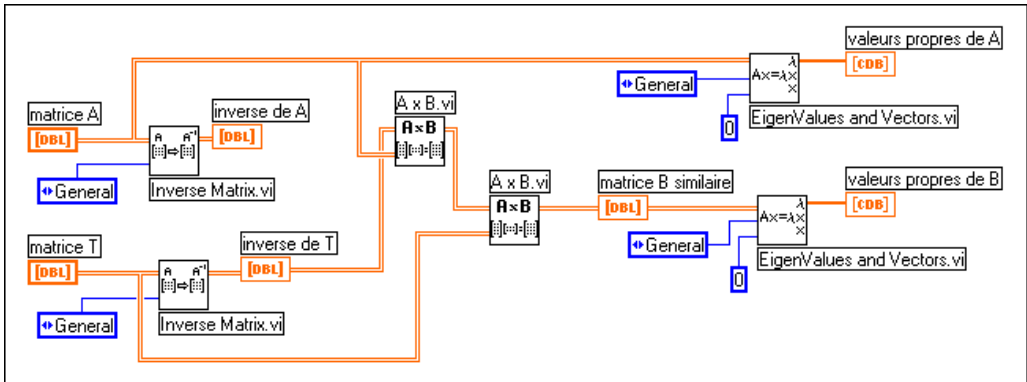 valeurs propres de A
[CDB]
λ
Ax=λx
x
General
0
EigenValues and Vectors.vi
matrice A
[DBL]
A A⁻¹
General
Inverse Matrix.vi
inverse de A
[DBL]
A x B.vi
A×B
A x B.vi
A×B
matrice B similaire
[DBL]
valeurs propres de B
[CDB]
λ
Ax=λx
x
General
0
EigenValues and Vectors.vi
matrice T
[DBL]
A A⁻¹
General
Inverse Matrix.vi
inverse de T
[DBL]